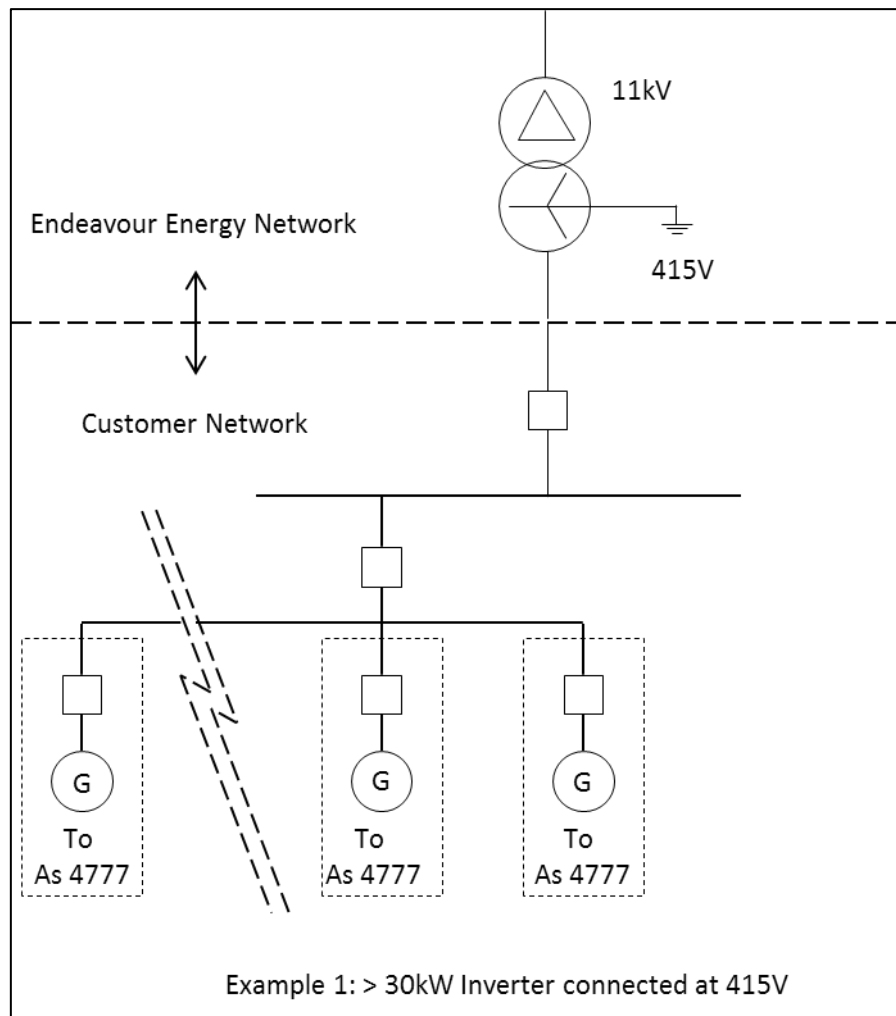 11kV
Endeavour Energy Network
415V
Customer Network
G
G
G
To
As 4777
To
As 4777
To
As 4777
Example 1: > 30kW Inverter connected at 415V